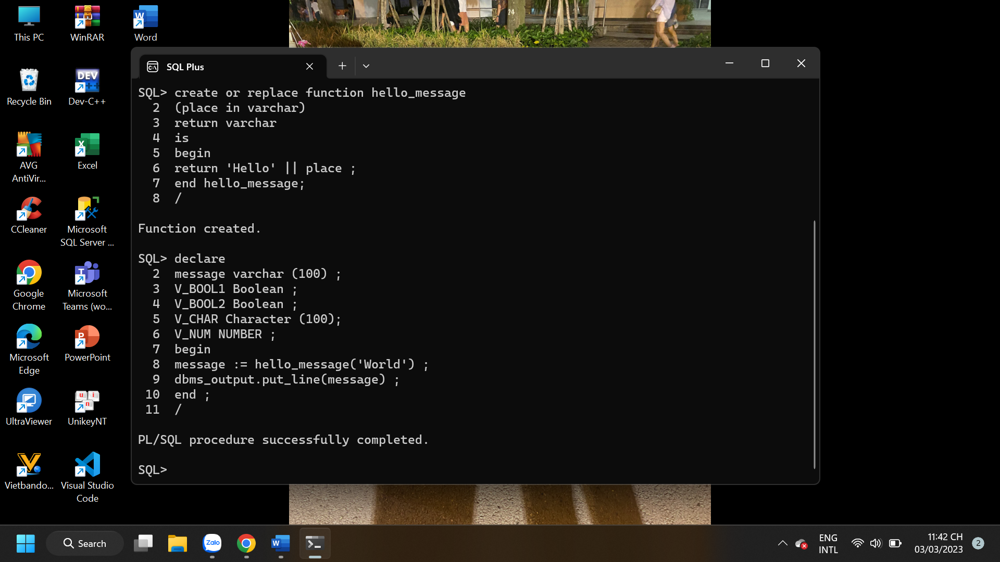 This PC
WinRAR
Word
Recycle Bin
Dev-C++
AVG
AntiVir...
Excel
CCleaner
Microsoft
SQL Server ...
Google
Chrome
Microsoft
Teams (wo...
Microsoft
Edge
PowerPoint
UltraViewer
UnikeyNT
Vietbando...
Visual Studio
Code
24
SQL Plus
SQL> create or replace function hello_message
2 (place in varchar)
3 return varchar
4 is
5 begin
6 return 'Hello' || place ;
7 end hello_message;
8 /
Function created.
SQL> declare
2 message varchar (100) ;
3 V_BOOL1 Boolean ;
4 V_BOOL2 Boolean ;
5 V_CHAR Character (100);
6 V_NUM NUMBER ;
7 begin
8 message := hello_message('World') ;
9 dbms_output.put_line(message) ;
10 end ;
11 /
PL/SQL procedure successfully completed.
SQL>
Search
Zalo
ENG
INTL
11:42 CH
03/03/2023
2